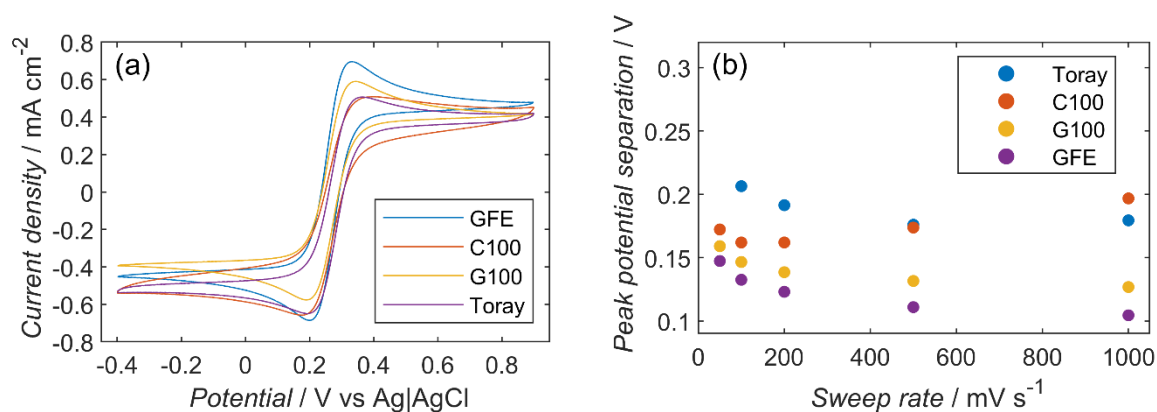 (a)
Current density / mA cm⁻²
0.8
0.6
0.4
0.2
0
-0.2
-0.4
-0.6
-0.8
GFE
C100
G100
Toray
-0.4 -0.2 0 0.2 0.4 0.6 0.8
Potential / V vs Ag|AgCl
(b)
Peak potential separation / V
0.3
0.25
0.2
0.15
0.1
Toray
C100
G100
GFE
0 200 400 600 800 1000
Sweep rate / mV s⁻¹